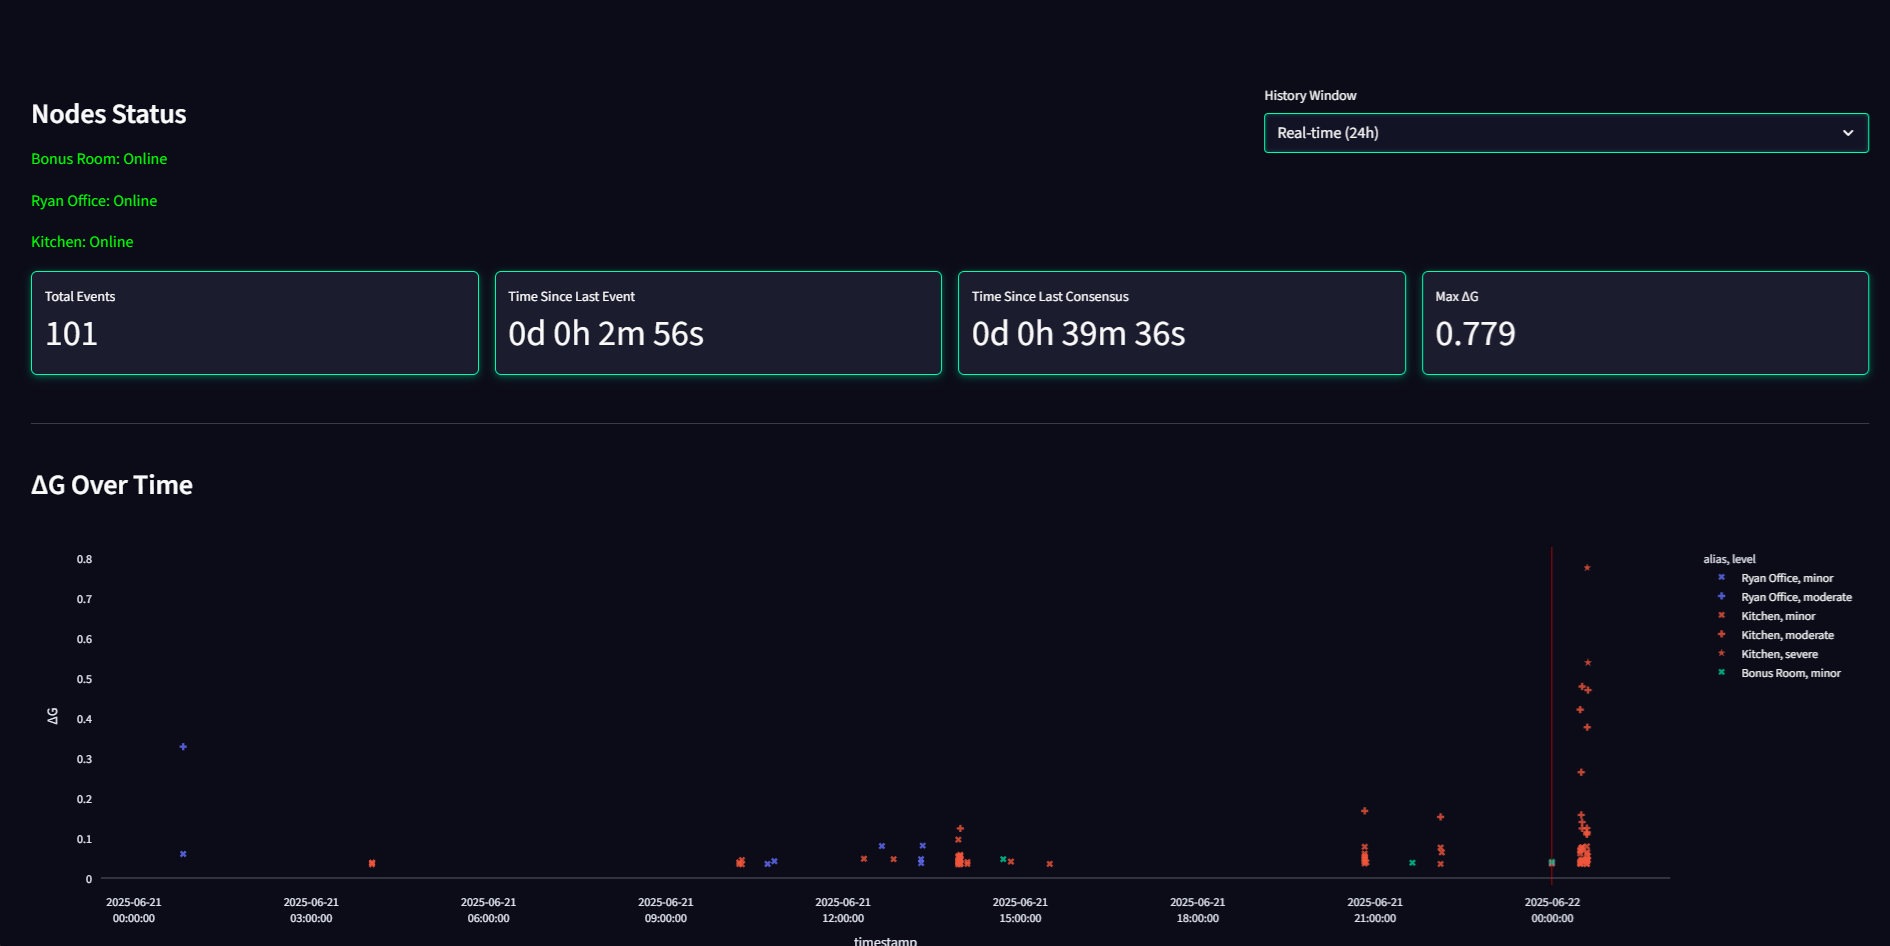 History Window
Nodes Status
Real-time (24h)
Bonus Room: Online
Ryan Office: Online
Kitchen: Online
Total Events
101
Time Since Last Event
0d 0h 2m 56s
Time Since Last Consensus
0d 0h 39m 36s
Max ΔG
0.779
ΔG Over Time
0.8
0.7
0.6
0.5
0.4
0.3
0.2
0.1
0
ΔG
2025-06-21
00:00:00
2025-06-21
03:00:00
2025-06-21
06:00:00
2025-06-21
09:00:00
2025-06-21
12:00:00
2025-06-21
15:00:00
2025-06-21
18:00:00
2025-06-21
21:00:00
2025-06-22
00:00:00
timestamp
alias, level
Ryan Office, minor
Ryan Office, moderate
Kitchen, minor
Kitchen, moderate
Kitchen, severe
Bonus Room, minor